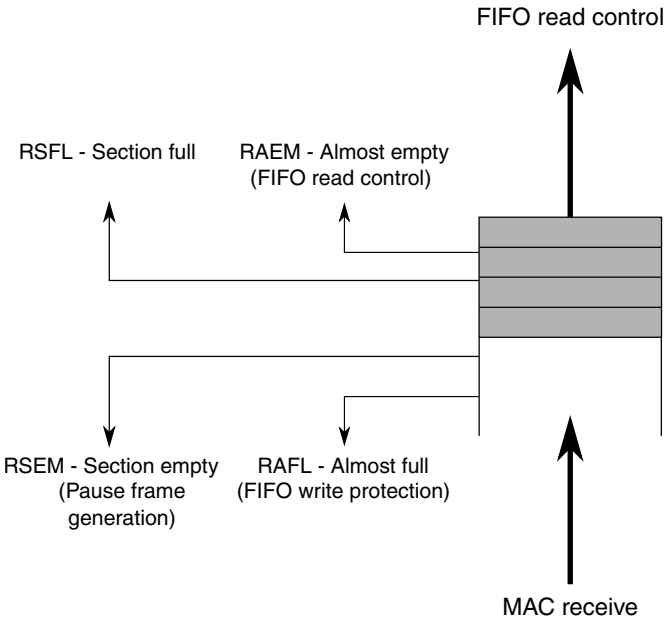 FIFO read control
RSFL - Section full
RAEM - Almost empty
(FIFO read control)
RSEM - Section empty
(Pause frame
generation)
RAFL - Almost full
(FIFO write protection)
MAC receive